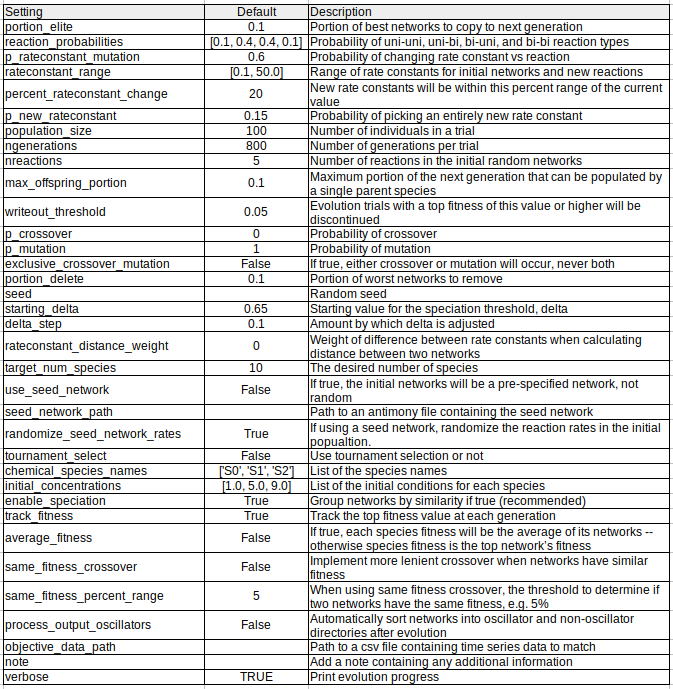 Setting Default Description
portion_elite 0.1 Portion of best networks to copy to next generation
reaction_probabilities [0.1, 0.4, 0.4, 0.1] Probability of uni-uni, uni-bi, bi-uni, and bi-bi reaction types
p_rateconstant_mutation 0.6 Probability of changing rate constant vs reaction
rateconstant_range [0.1, 50.0] Range of rate constants for initial networks and new reactions
percent_rateconstant_change 20 New rate constants will be within this percent range of the current
value
p_new_rateconstant 0.15 Probability of picking an entirely new rate constant
population_size 100 Number of individuals in a trial
ngenerations 800 Number of generations per trial
nreactions 5 Number of reactions in the initial random networks
max_offspring_portion 0.1 Maximum portion of the next generation that can be populated by
a single parent species
writeout_threshold 0.05 Evolution trials with a top fitness of this value or higher will be
discontinued
p_crossover 0 Probability of crossover
p_mutation 1 Probability of mutation
exclusive_crossover_mutation False If true, either crossover or mutation will occur, never both
portion_delete 0.1 Portion of worst networks to remove
seed Random seed
starting_delta 0.65 Starting value for the speciation threshold, delta
delta_step 0.1 Amount by which delta is adjusted
rateconstant_distance_weight 0 Weight of difference between rate constants when calculating
distance between two networks
target_num_species 10 The desired number of species
use_seed_network False If true, the initial networks will be a pre-specified network, not
random
seed_network_path Path to an antimony file containing the seed network
randomize_seed_network_rates True If using a seed network, randomize the reaction rates in the initial
popualtion.
tournament_select False Use tournament selection or not
chemical_species_names ['S0', 'S1', 'S2'] List of the species names
initial_concentrations [1.0, 5.0, 9.0] List of the initial conditions for each species
enable_speciation True Group networks by similarity if true (recommended)
track_fitness True Track the top fitness value at each generation
average_fitness False If true, each species fitness will be the average of its networks --
otherwise species fitness is the top network's fitness
same_fitness_crossover False Implement more lenient crossover when networks have similar
fitness
same_fitness_percent_range 5 When using same fitness crossover, the threshold to determine if
two networks have the same fitness, e.g. 5%
process_output_oscillators False Automatically sort networks into oscillator and non-oscillator
directories after evolution
objective_data_path Path to a csv file containing time series data to match
note Add a note containing any additional information
verbose TRUE Print evolution progress